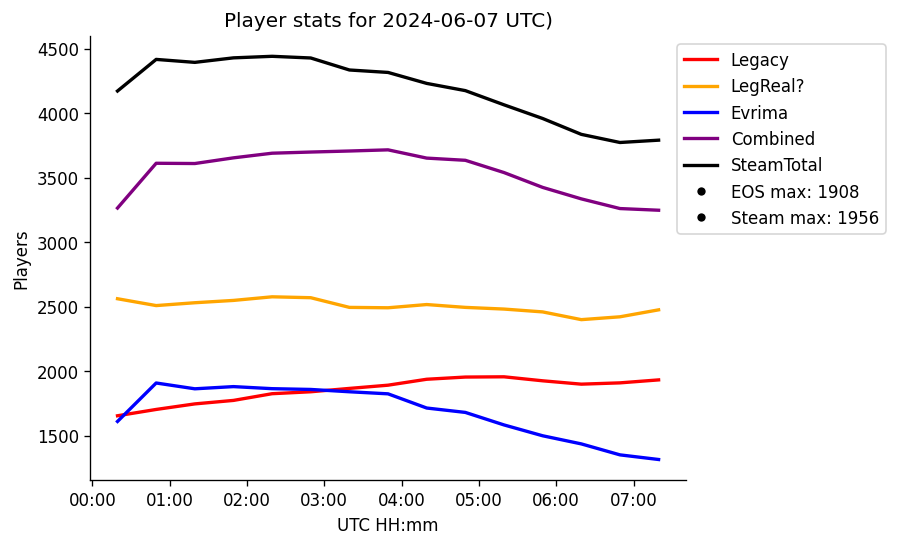 Player stats for 2024-06-07 UTC)
4500
4000
3500
3000
2500
2000
1500
Players
00:00 01:00 02:00 03:00 04:00 05:00 06:00 07:00
UTC HH:mm
Legacy
LegReal?
Evrima
Combined
SteamTotal
EOS max: 1908
Steam max: 1956